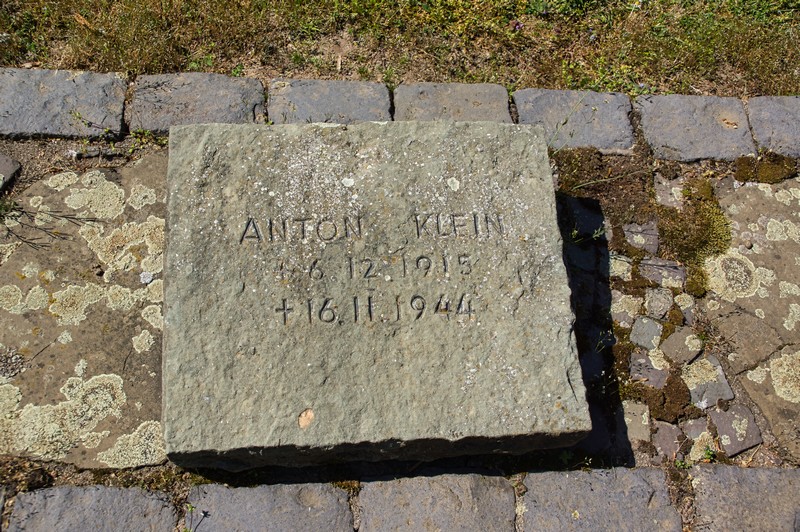 ANTON KLEIN
* 6.12.1915
+ 16.11.1944